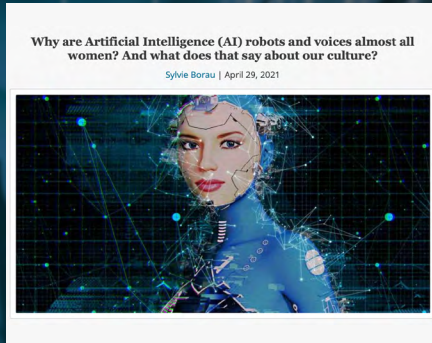 Why are Artificial Intelligence (AI) robots and voices almost all
women? And what does that say about our culture?
Sylvie Borau | April 29, 2021